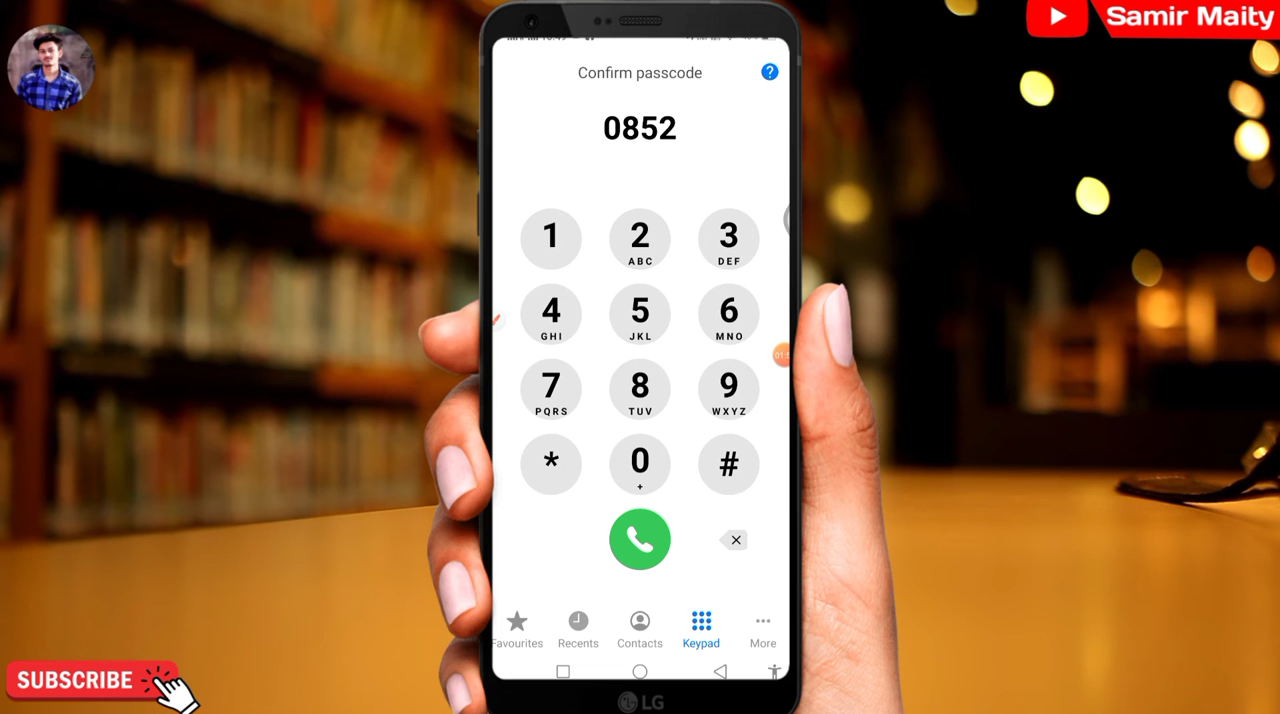 Samir Maity
Confirm passcode
?
0852
1
2
ABC
3
DEF
4
GHI
5
JKL
6
MNO
7
PQRS
8
TUV
9
WXYZ
*
0
+
#
Favourites
Recents
Contacts
Keypad
More
SUBSCRIBE
LG